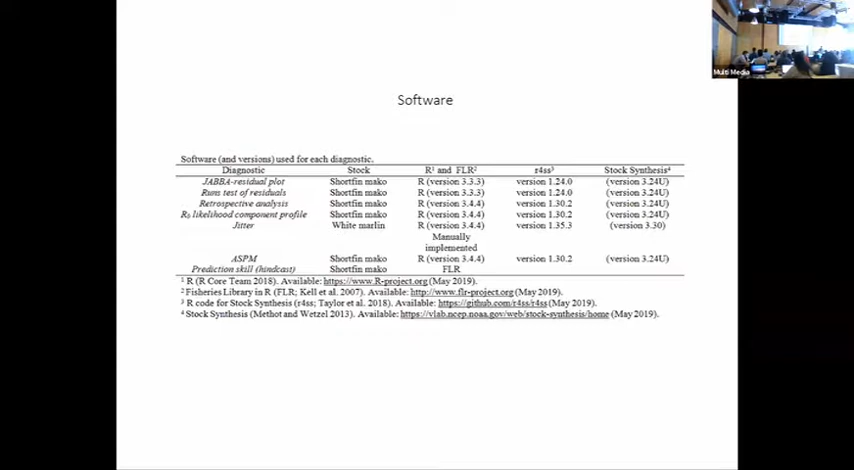 Multi Media
Software
Software (and versions) used for each diagnostic.
Diagnostic Stock R¹ and FLR² r4ss³ Stock Synthesis⁴
JABBA-residual plot Shortfin mako R (version 3.3.3) version 1.24.0 (version 3.24U)
Runs test of residuals Shortfin mako R (version 3.3.3) version 1.24.0 (version 3.24U)
Retrospective analysis Shortfin mako R (version 3.4.4) version 1.30.2 (version 3.24U)
R₀ likelihood component profile Shortfin mako R (version 3.4.4) version 1.30.2 (version 3.24U)
Jitter White marlin R (version 3.4.4) version 1.35.3 (version 3.30)
Manually
implemented
ASPM Shortfin mako R (version 3.4.4) version 1.30.2 (version 3.24U)
Prediction skill (hindcast) Shortfin mako FLR
¹ R (R Core Team 2018). Available: https://www.R-project.org (May 2019).
² Fisheries Library in R (FLR; Kell et al. 2007). Available: http://www.flr-project.org (May 2019).
³ R code for Stock Synthesis (r4ss; Taylor et al. 2018). Available: https://github.com/r4ss/r4ss (May 2019).
⁴ Stock Synthesis (Methot and Wetzel 2013). Available: https://vlab.ncep.noaa.gov/web/stock-synthesis/home (May 2019).